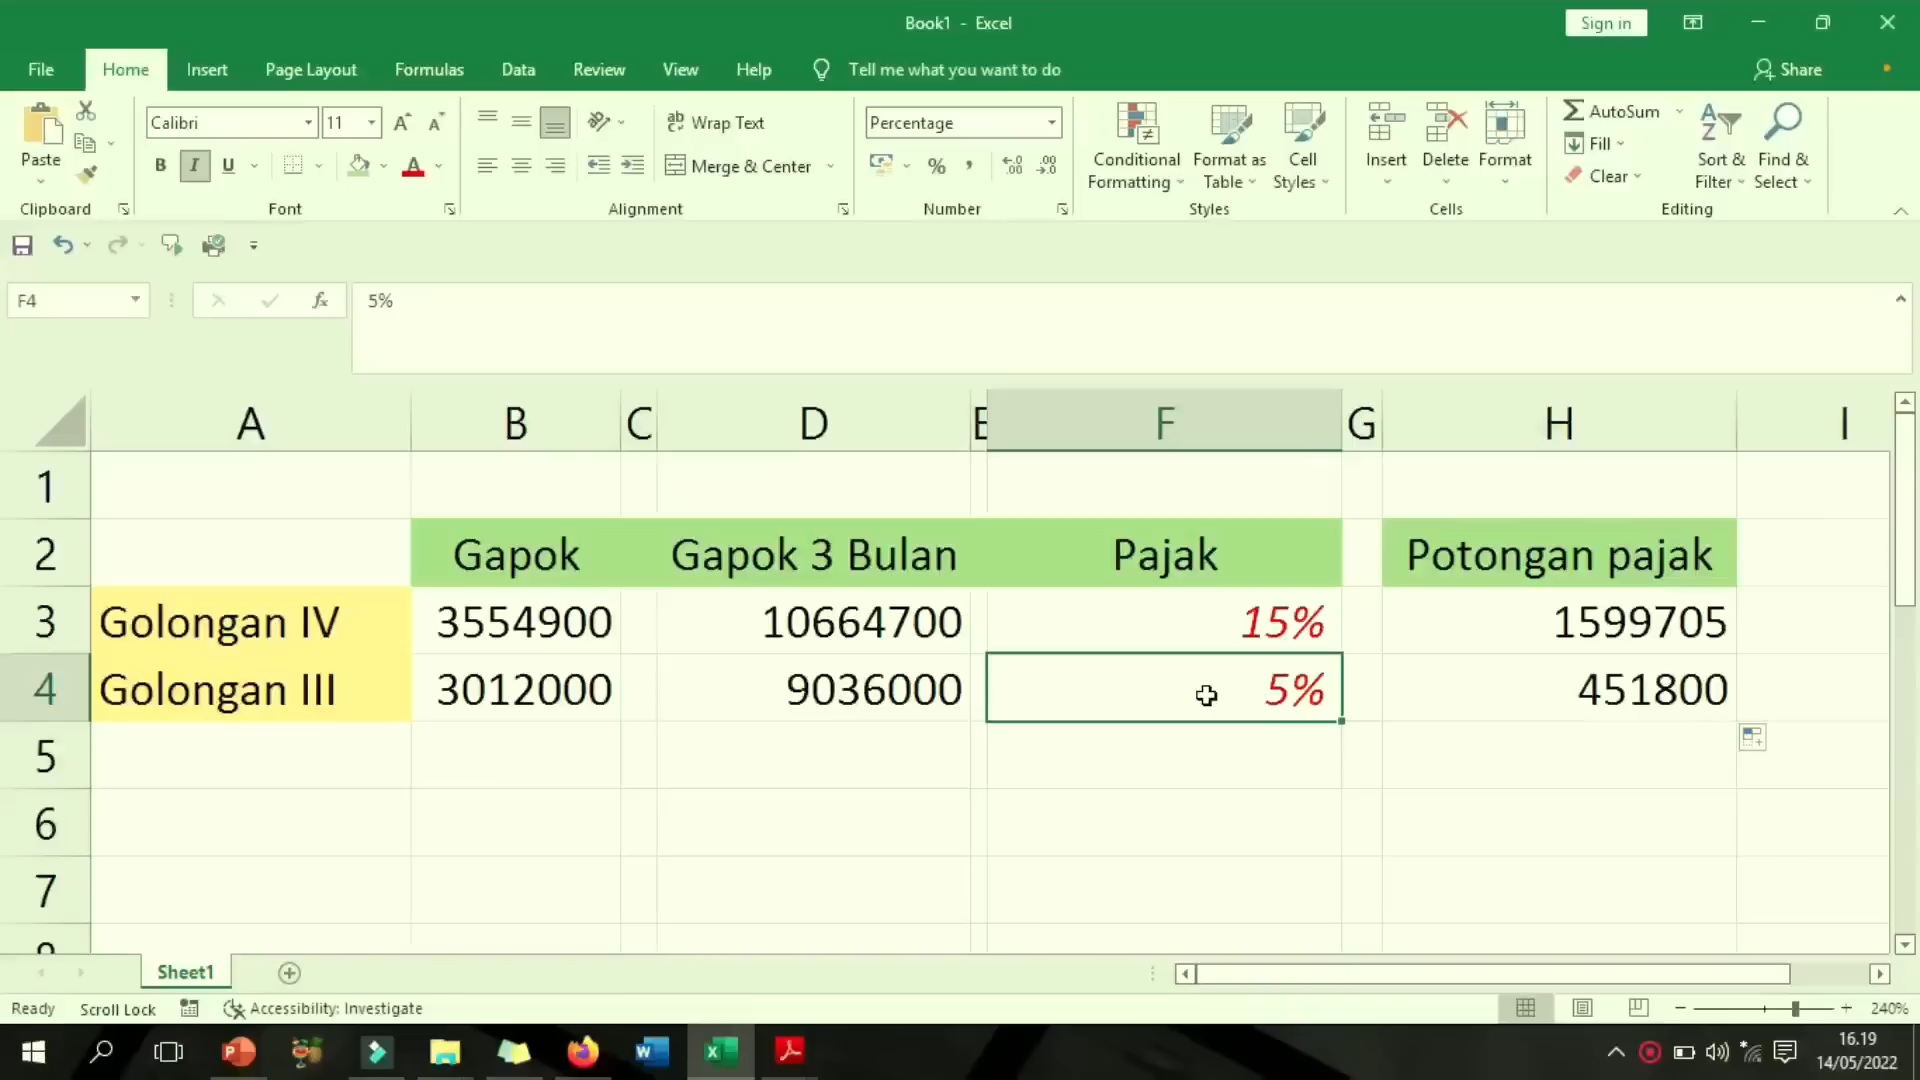 Book1 - Excel
Sign in
File Home Insert Page Layout Formulas Data Review View Help Tell me what you want to do Share
Paste
Clipboard
Calibri 11
B I U A
Font
Wrap Text
Merge & Center
Alignment
Percentage
% ,
Number
Conditional Formatting
Format as Table
Cell Styles
Styles
Insert Delete Format
Cells
AutoSum
Fill
Clear
Sort & Filter
Find & Select
Editing
F4 fx 5%
A B C D E F G H I
1
2 Gapok Gapok 3 Bulan Pajak Potongan pajak
3 Golongan IV 3554900 10664700 15% 1599705
4 Golongan III 3012000 9036000 5% 451800
5
6
7
Sheet1
Ready Scroll Lock Accessibility: Investigate 240%
16.19
14/05/2022